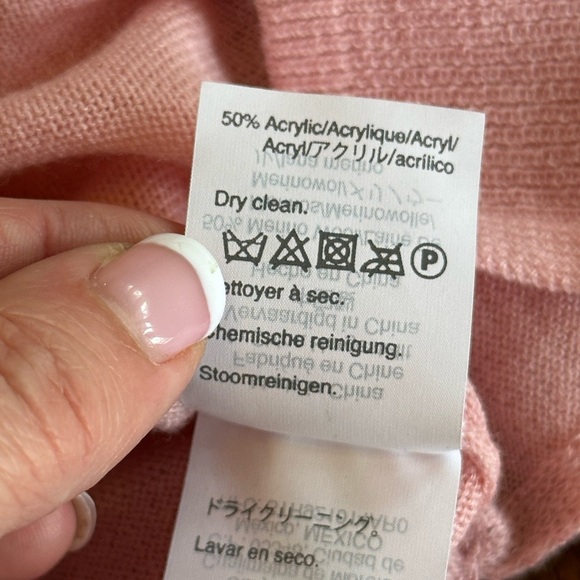 50% Acrylic/Acrylique/Acryl/
Acryl/アクリル/acrílico
Dry clean.
P
ettoyer à sec.
Chemische reinigung.
Stoomreinigen.
ドライクリーニング。
Lavar en seco.